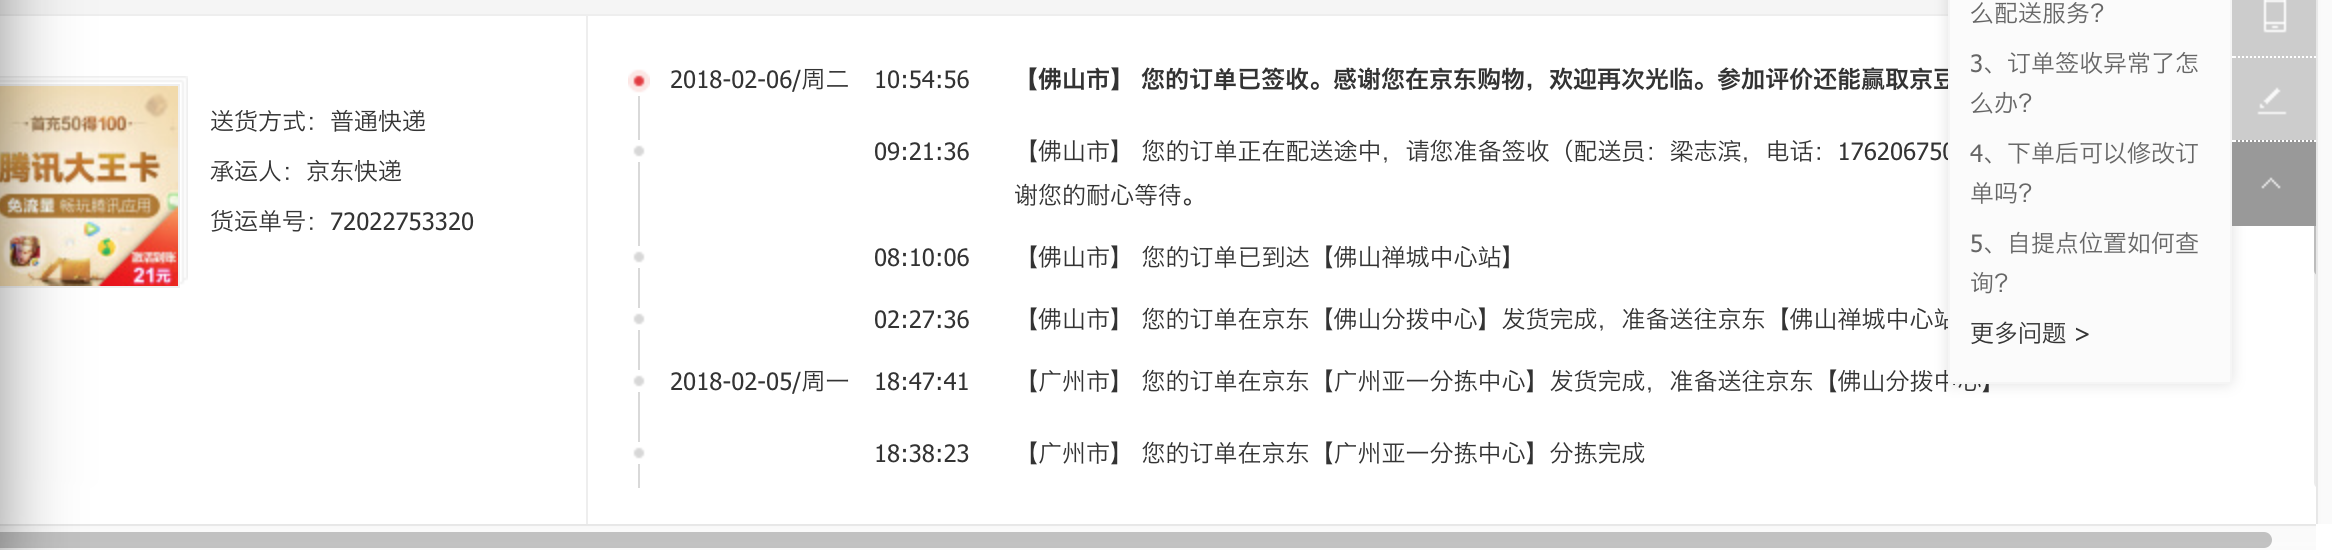 首充50得100
腾讯大王卡
免流量 畅玩腾讯应用
激活到账
21元
送货方式：普通快递
承运人：京东快递
货运单号：72022753320
2018-02-06/周二 10:54:56 【佛山市】 您的订单已签收。感谢您在京东购物，欢迎再次光临。参加评价还能赢取京豆
09:21:36 【佛山市】 您的订单正在配送途中，请您准备签收（配送员：梁志滨，电话：176206750
谢您的耐心等待。
08:10:06 【佛山市】 您的订单已到达【佛山禅城中心站】
02:27:36 【佛山市】 您的订单在京东【佛山分拨中心】发货完成，准备送往京东【佛山禅城中心站
2018-02-05/周一 18:47:41 【广州市】 您的订单在京东【广州亚一分拣中心】发货完成，准备送往京东【佛山分拨中心】
18:38:23 【广州市】 您的订单在京东【广州亚一分拣中心】分拣完成
么配送服务?
3、订单签收异常了怎
么办?
4、下单后可以修改订
单吗?
5、自提点位置如何查
询?
更多问题 >